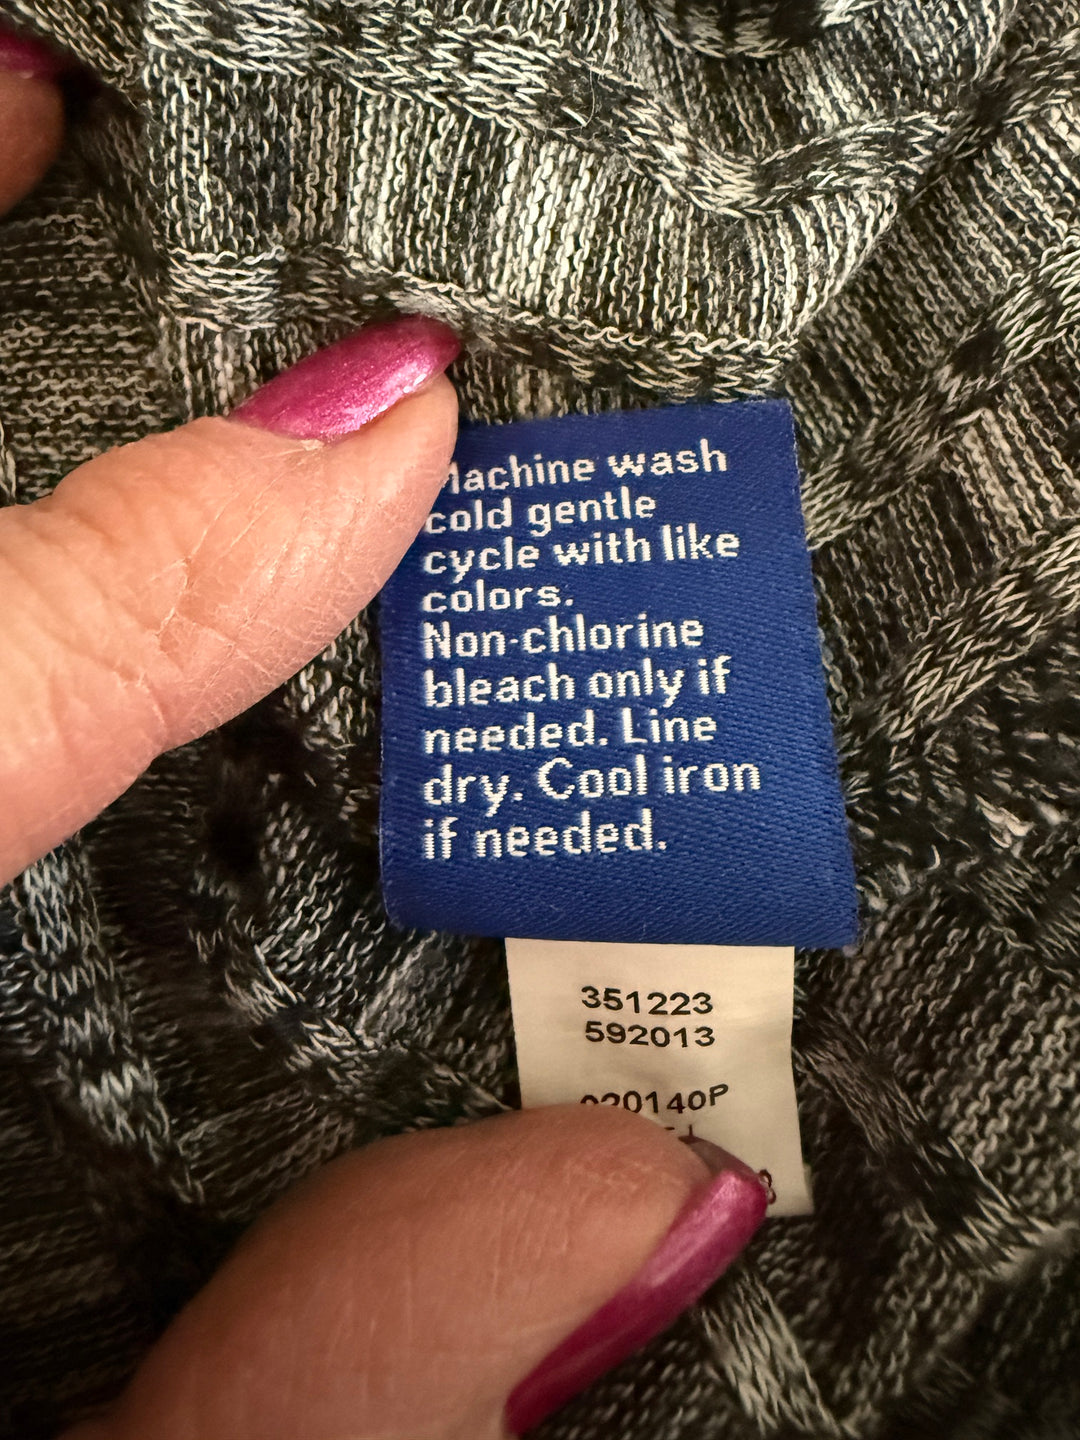 Machine wash
cold gentle
cycle with like
colors.
Non-chlorine
bleach only if
needed. Line
dry. Cool iron
if needed.
351223
592013
020140P